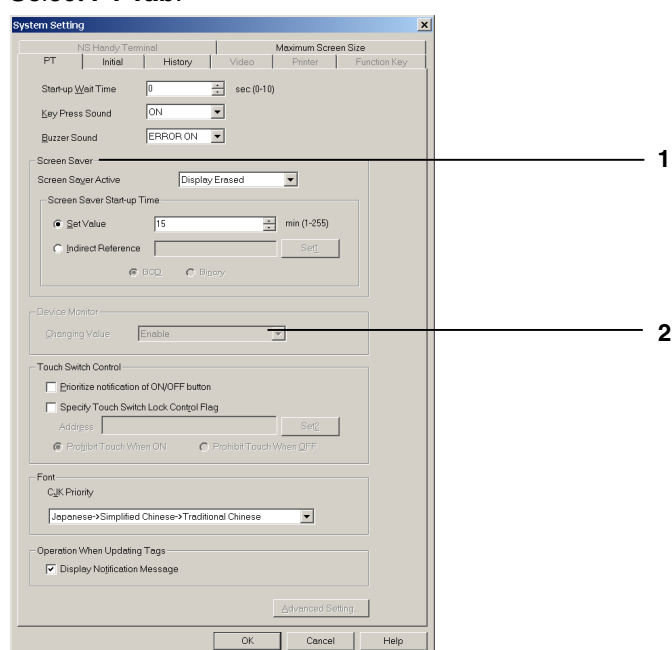 System Setting
NS Handy Terminal Maximum Screen Size
PT Initial History Video Printer Function Key
Start-up Wait Time 0 sec (0-10)
Key Press Sound ON
Buzzer Sound ERROR ON
Screen Saver 1
Screen Saver Active Display Erased
Screen Saver Start-up Time
Set Value 15 min (1-255)
Indirect Reference Set1
BCD Binary
Device Monitor
Changing Value Enable 2
Touch Switch Control
Prioritize notification of ON/OFF button
Specify Touch Switch Lock Control Flag
Address Set2
Prohibit Touch When ON Prohibit Touch When OFF
Font
CJK Priority
Japanese->Simplified Chinese->Traditional Chinese
Operation When Updating Tags
Display Notification Message
Advanced Setting...
OK Cancel Help